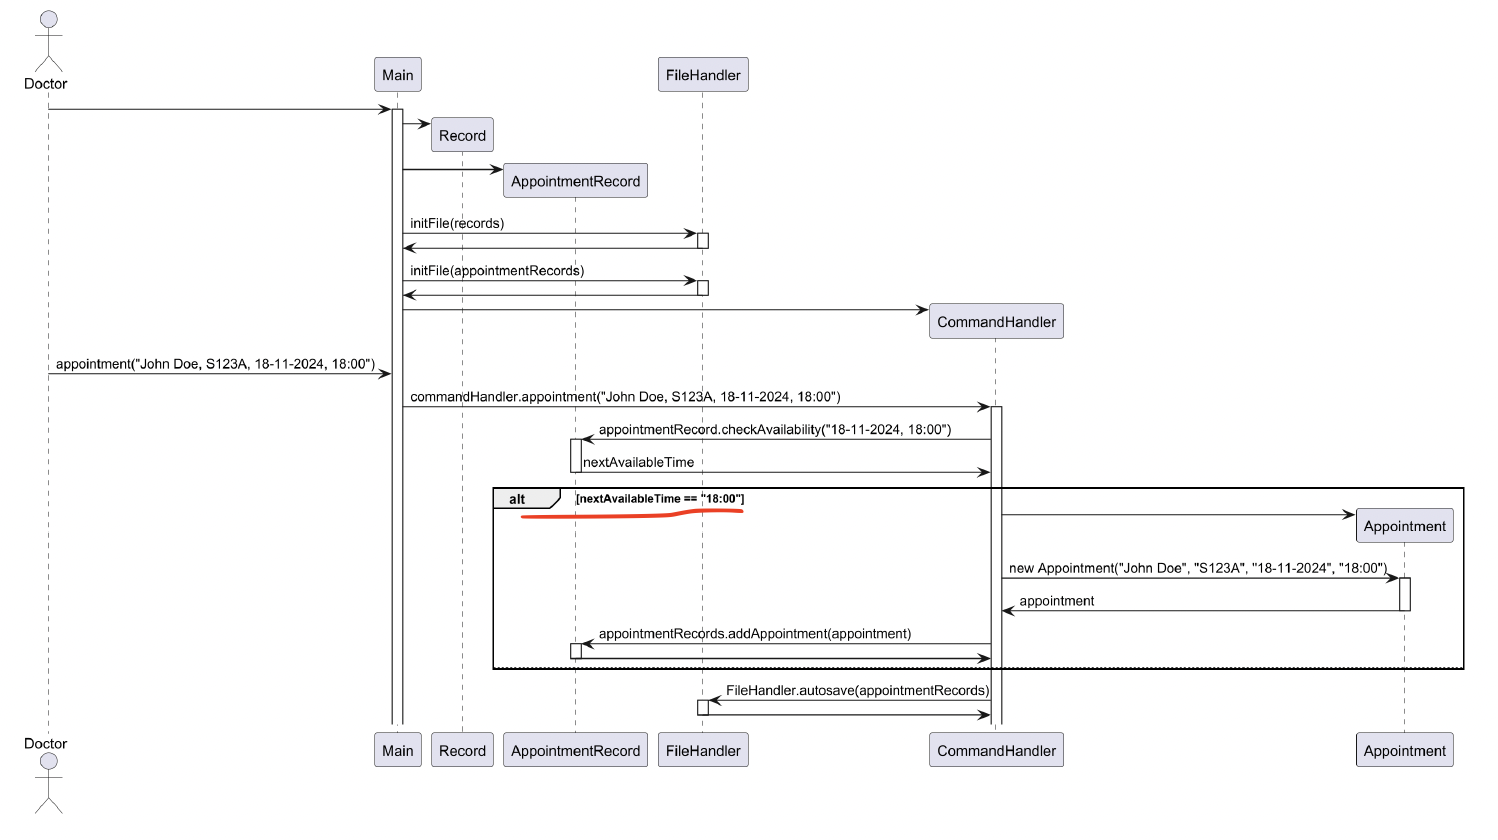 Doctor
Main
FileHandler
Record
AppointmentRecord
initFile(records)
initFile(appointmentRecords)
CommandHandler
appointment("John Doe, S123A, 18-11-2024, 18:00")
commandHandler.appointment("John Doe, S123A, 18-11-2024, 18:00")
appointmentRecord.checkAvailability("18-11-2024, 18:00")
nextAvailableTime
alt [nextAvailableTime == "18:00"]
Appointment
new Appointment("John Doe", "S123A", "18-11-2024", "18:00")
appointment
appointmentRecords.addAppointment(appointment)
FileHandler.autosave(appointmentRecords)
Doctor
Main Record AppointmentRecord FileHandler CommandHandler Appointment